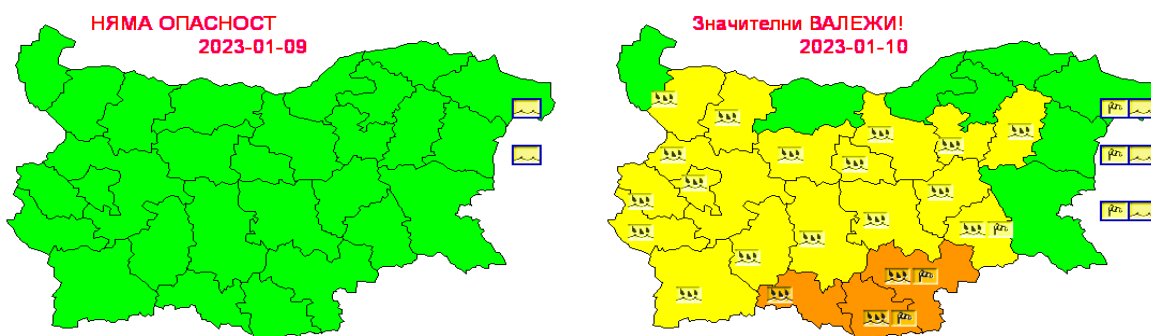 НЯМА ОПАСНОСТ
2023-01-09
Значителни ВАЛЕЖИ!
2023-01-10